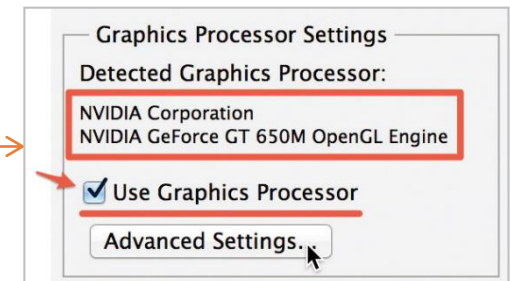 Graphics Processor Settings
Detected Graphics Processor:
NVIDIA Corporation
NVIDIA GeForce GT 650M OpenGL Engine
Use Graphics Processor
Advanced Settings...